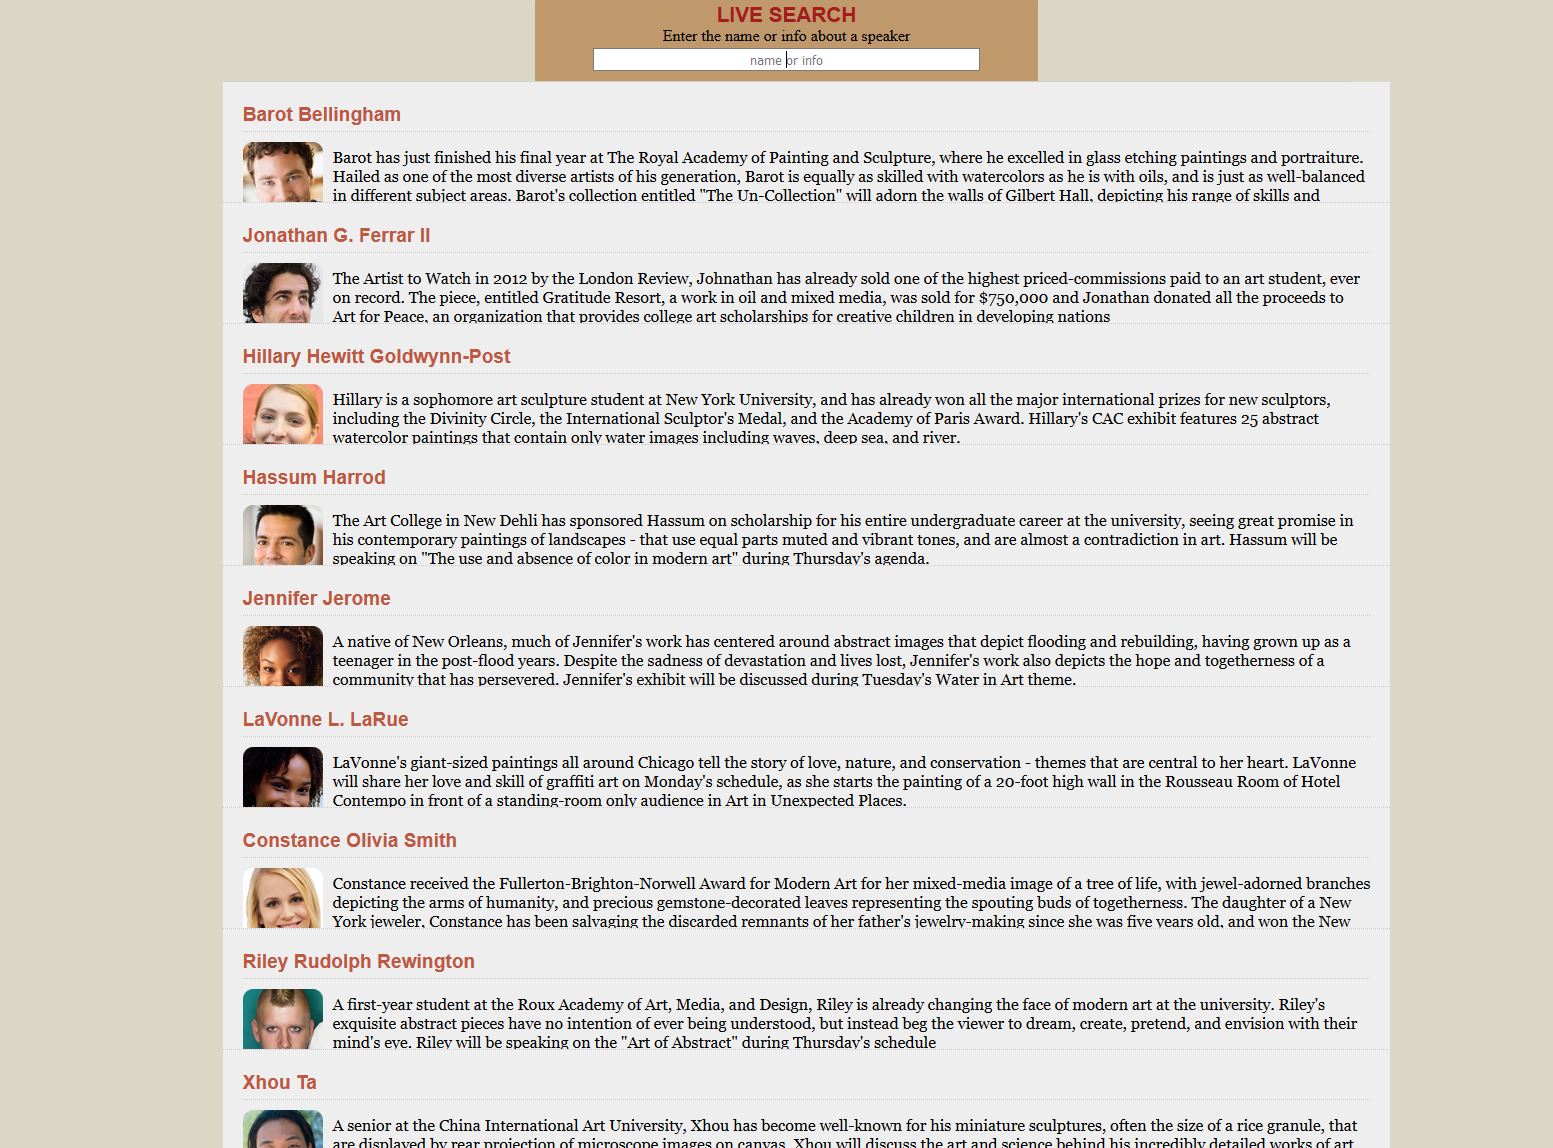 LIVE SEARCH
Enter the name or info about a speaker
name or info
Barot Bellingham
Barot has just finished his final year at The Royal Academy of Painting and Sculpture, where he excelled in glass etching paintings and portraiture.
Hailed as one of the most diverse artists of his generation, Barot is equally as skilled with watercolors as he is with oils, and is just as well-balanced
in different subject areas. Barot's collection entitled "The Un-Collection" will adorn the walls of Gilbert Hall, depicting his range of skills and
Jonathan G. Ferrar II
The Artist to Watch in 2012 by the London Review, Johnathan has already sold one of the highest priced-commissions paid to an art student, ever
on record. The piece, entitled Gratitude Resort, a work in oil and mixed media, was sold for $750,000 and Jonathan donated all the proceeds to
Art for Peace, an organization that provides college art scholarships for creative children in developing nations
Hillary Hewitt Goldwynn-Post
Hillary is a sophomore art sculpture student at New York University, and has already won all the major international prizes for new sculptors,
including the Divinity Circle, the International Sculptor's Medal, and the Academy of Paris Award. Hillary's CAC exhibit features 25 abstract
watercolor paintings that contain only water images including waves, deep sea, and river.
Hassum Harrod
The Art College in New Dehli has sponsored Hassum on scholarship for his entire undergraduate career at the university, seeing great promise in
his contemporary paintings of landscapes - that use equal parts muted and vibrant tones, and are almost a contradiction in art. Hassum will be
speaking on "The use and absence of color in modern art" during Thursday's agenda.
Jennifer Jerome
A native of New Orleans, much of Jennifer's work has centered around abstract images that depict flooding and rebuilding, having grown up as a
teenager in the post-flood years. Despite the sadness of devastation and lives lost, Jennifer's work also depicts the hope and togetherness of a
community that has persevered. Jennifer's exhibit will be discussed during Tuesday's Water in Art theme.
LaVonne L. LaRue
LaVonne's giant-sized paintings all around Chicago tell the story of love, nature, and conservation - themes that are central to her heart. LaVonne
will share her love and skill of graffiti art on Monday's schedule, as she starts the painting of a 20-foot high wall in the Rousseau Room of Hotel
Contempo in front of a standing-room only audience in Art in Unexpected Places.
Constance Olivia Smith
Constance received the Fullerton-Brighton-Norwell Award for Modern Art for her mixed-media image of a tree of life, with jewel-adorned branches
depicting the arms of humanity, and precious gemstone-decorated leaves representing the spouting buds of togetherness. The daughter of a New
York jeweler, Constance has been salvaging the discarded remnants of her father's jewelry-making since she was five years old, and won the New
Riley Rudolph Rewington
A first-year student at the Roux Academy of Art, Media, and Design, Riley is already changing the face of modern art at the university. Riley's
exquisite abstract pieces have no intention of ever being understood, but instead beg the viewer to dream, create, pretend, and envision with their
mind's eye. Riley will be speaking on the "Art of Abstract" during Thursday's schedule
Xhou Ta
A senior at the China International Art University, Xhou has become well-known for his miniature sculptures, often the size of a rice granule, that
are displayed by rear projection of microscope images on canvas. Xhou will discuss the art and science behind his incredibly detailed works of art.